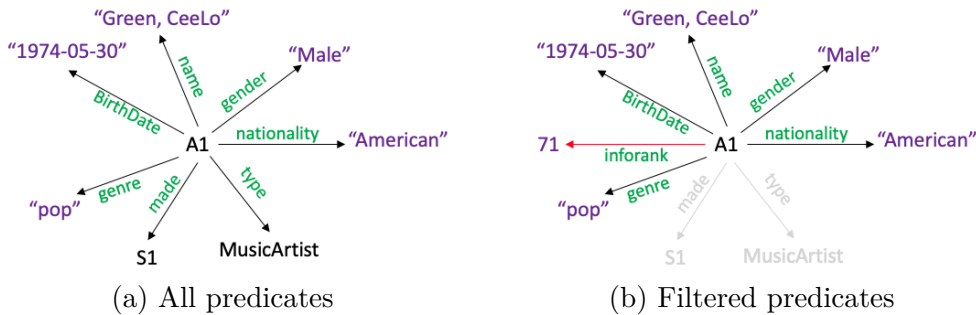 “Green, CeeLo”
“1974-05-30”
“Male”
name
gender
BirthDate
A1
nationality
“American”
genre
made
type
“pop”
S1
MusicArtist
(a) All predicates
“Green, CeeLo”
“1974-05-30”
“Male”
name
gender
BirthDate
71
inforank
A1
nationality
“American”
genre
made
type
“pop”
S1
MusicArtist
(b) Filtered predicates